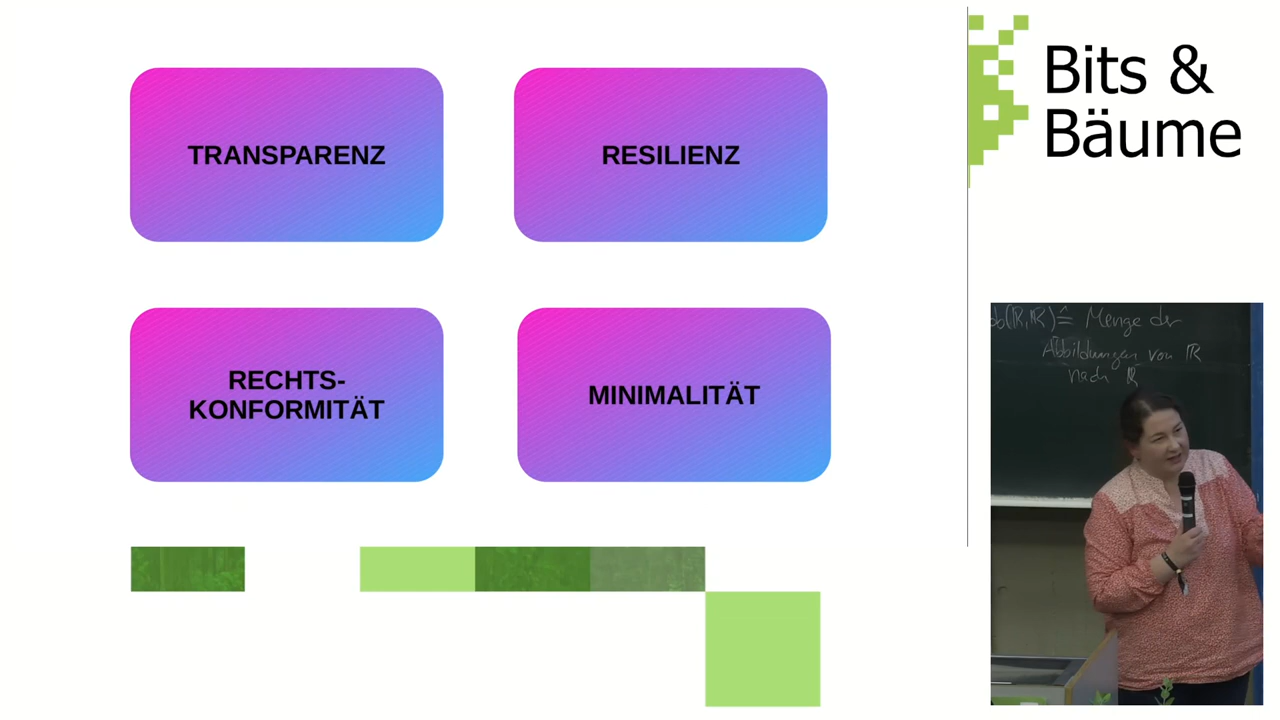 TRANSPARENZ
RESILIENZ
RECHTS-
KONFORMITÄT
MINIMALITÄT
Bits &
Bäume
b(ℝ,ℝ) ≙ Menge der
Abbildungen von ℝ
nach ℝ